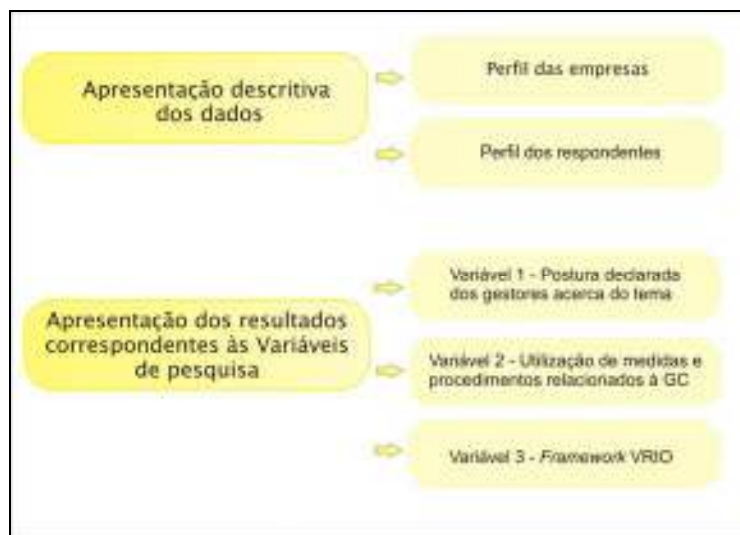 Apresentação descritiva
dos dados
Perfil das empresas
Perfil dos respondentes
Apresentação dos resultados
correspondentes às Variáveis
de pesquisa
Variável 1 - Postura declarada
dos gestores acerca do tema
Variável 2 - Utilização de medidas e
procedimentos relacionados à GC
Variável 3 - Framework VRIO